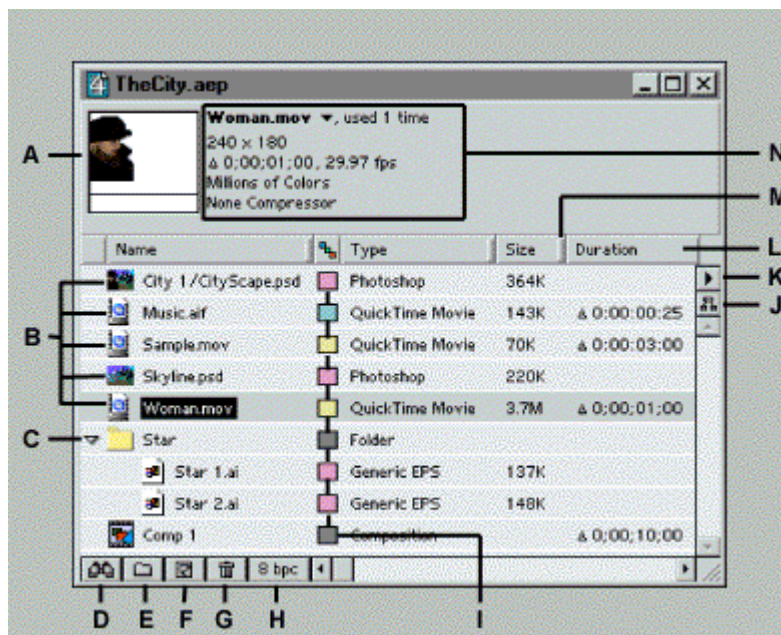 TheCity.aep
Woman.mov ▾, used 1 time
240 × 180
Δ 0;00;01;00, 29.97 fps
Millions of Colors
None Compressor
A
N
M
Name Type Size Duration
L
City 1/CityScape.psd Photoshop 364K
K
Music.aif QuickTime Movie 143K Δ 0:00:00:25
J
Sample.mov QuickTime Movie 70K Δ 0:00:03:00
B
Skyline.psd Photoshop 220K
Woman.mov QuickTime Movie 3.7M Δ 0;00;01;00
C
Star Folder
Star 1.ai Generic EPS 137K
Star 2.ai Generic EPS 148K
Comp 1 Composition Δ 0;00;10;00
8 bpc
D E F G H I